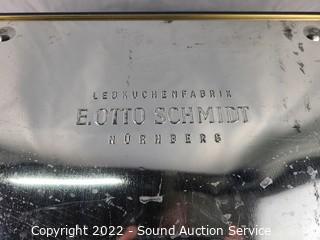 LEBKUCHENFABRIK
E. OTTO SCHMIDT
NÜRNBERG
Copyright 2022 - Sound Auction Service